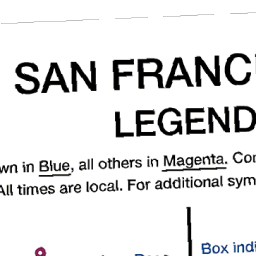 SAN FRANC
LEGEND
wn in Blue, all others in Magenta. Co
All times are local. For additional sym
Box indi